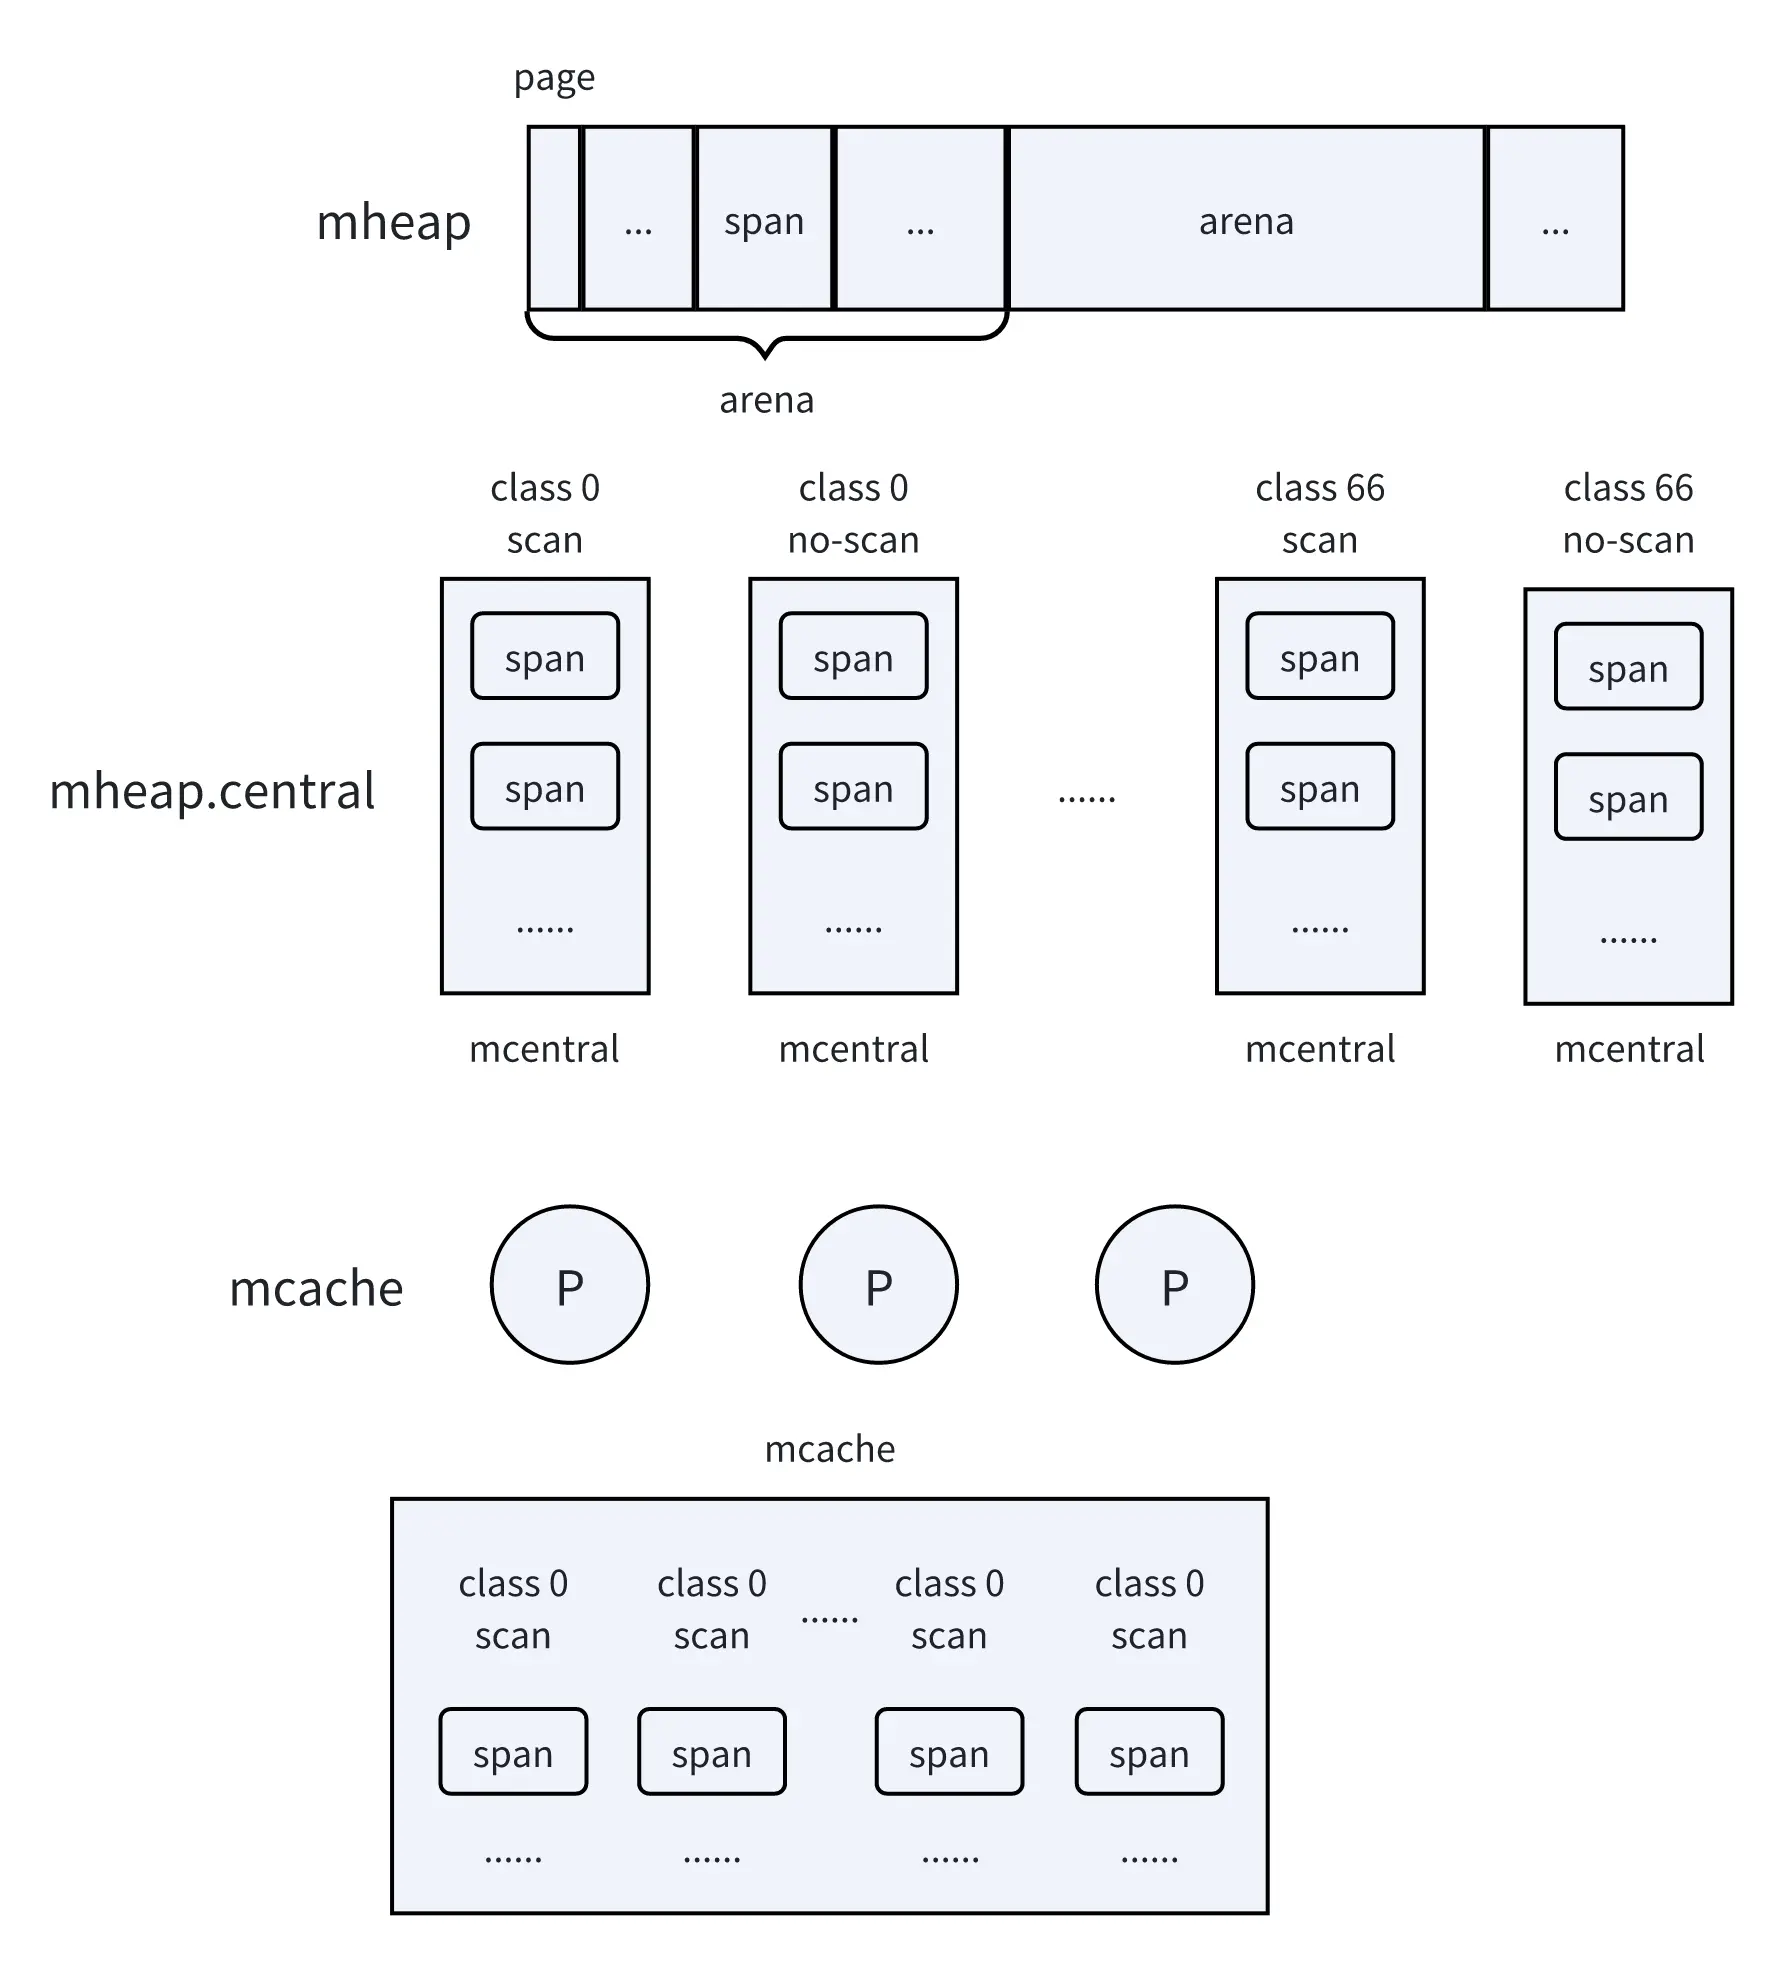 page
mheap
...
span
...
arena
...
arena
class 0
scan
class 0
no-scan
class 66
scan
class 66
no-scan
mheap.central
span
span
......
span
span
......
......
span
span
......
span
span
......
mcentral
mcentral
mcentral
mcentral
mcache
P
P
P
mcache
class 0
scan
class 0
scan
......
class 0
scan
class 0
scan
span
span
span
span
......
......
......
......